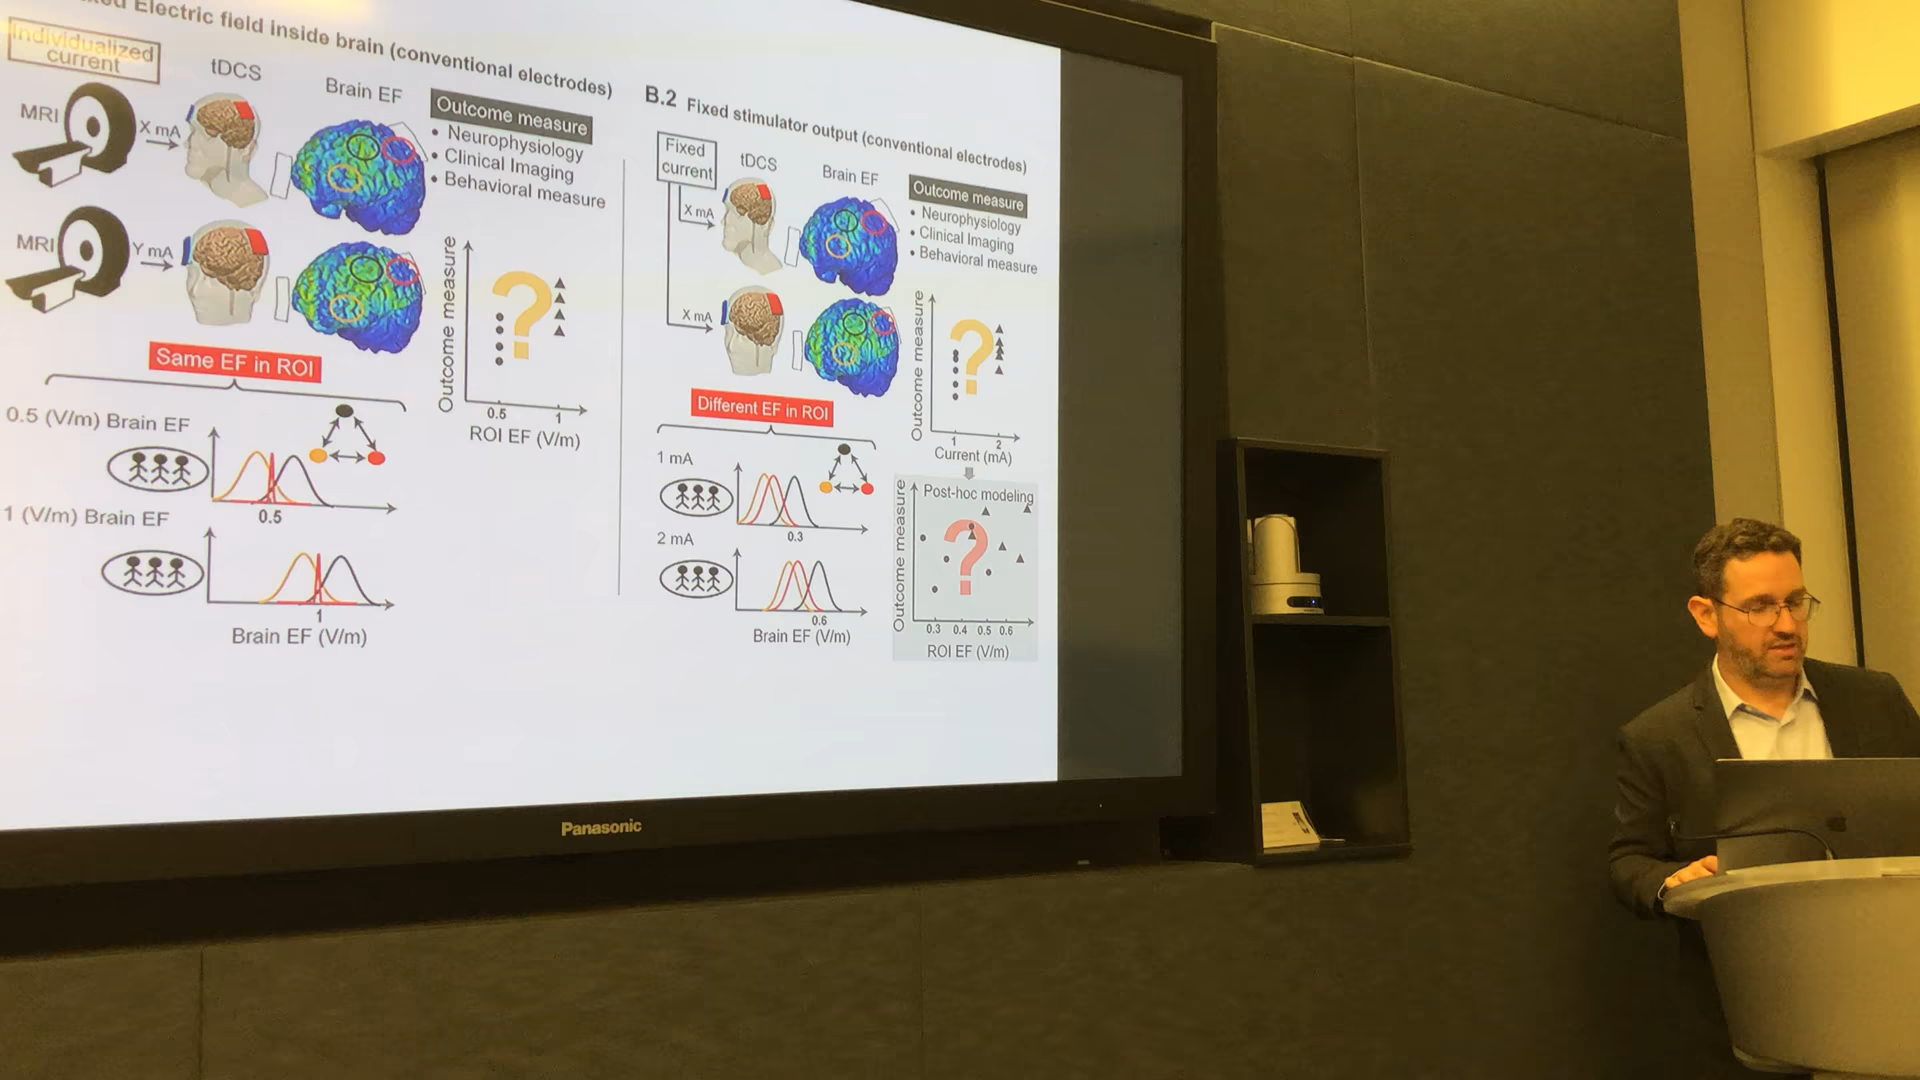 Electric field inside brain (conventional electrodes)
Individualized
current
tDCS
Brain EF
MRI
X mA
Outcome measure
• Neurophysiology
• Clinical Imaging
• Behavioral measure
MRI
Y mA
Same EF in ROI
Outcome measure
0.5
1
ROI EF (V/m)
0.5 (V/m) Brain EF
0.5
1 (V/m) Brain EF
1
Brain EF (V/m)
B.2 Fixed stimulator output (conventional electrodes)
Fixed
current
tDCS
Brain EF
X mA
Outcome measure
• Neurophysiology
• Clinical Imaging
• Behavioral measure
X mA
Different EF in ROI
Outcome measure
1
2
Current (mA)
1 mA
0.3
2 mA
0.6
Brain EF (V/m)
Post-hoc modeling
Outcome measure
0.3 0.4 0.5 0.6
ROI EF (V/m)
Panasonic